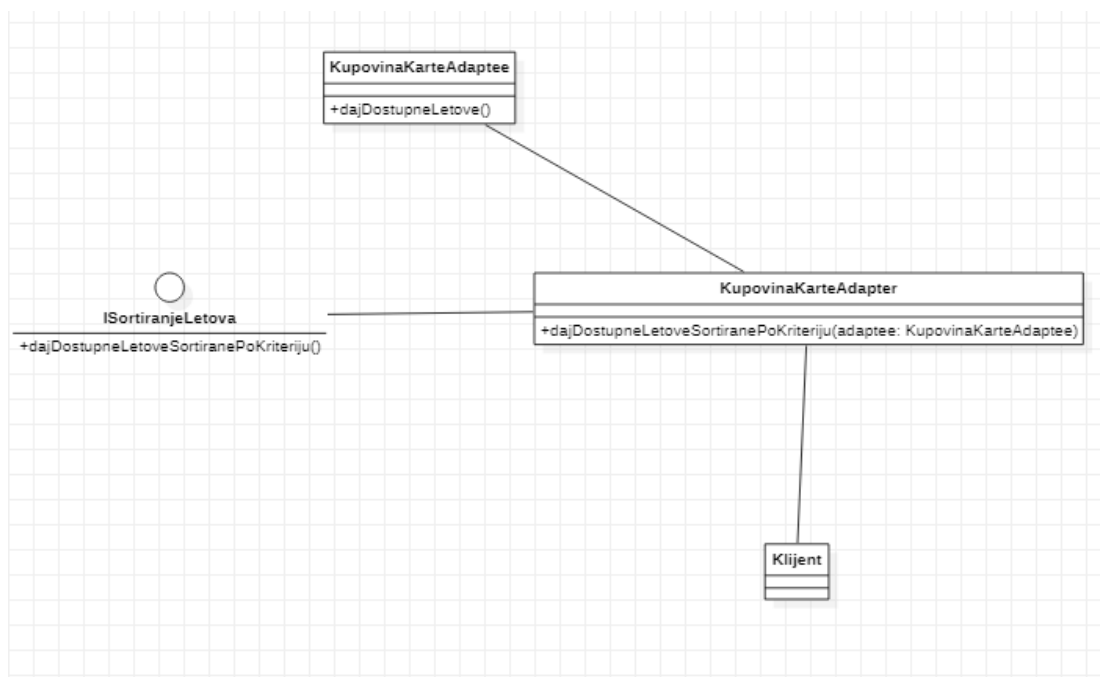 KupovinaKarteAdaptee
+dajDostupneLetove()
ISortiranjeLetova
+dajDostupneLetoveSortiranePoKriteriju()
KupovinaKarteAdapter
+dajDostupneLetoveSortiranePoKriteriju(adaptee: KupovinaKarteAdaptee)
Klijent